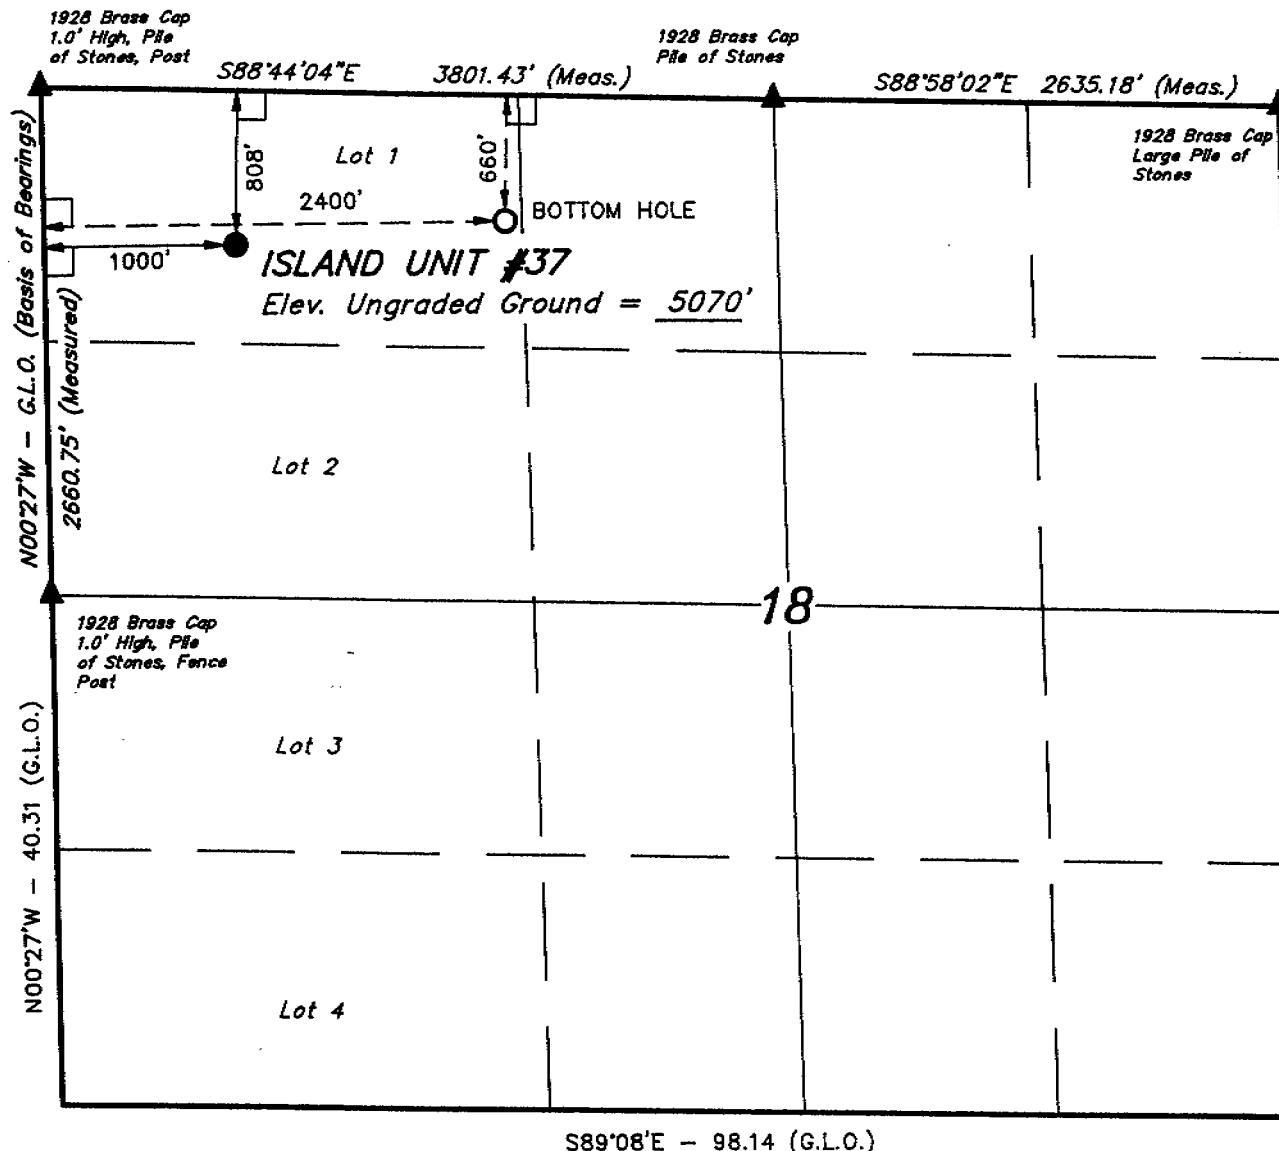 1928 Brass Cap
1.0' High, Pile
of Stones, Post
S88°44'04"E
3801.43' (Meas.)
1928 Brass Cap
Pile of Stones
S88°58'02"E 2635.18' (Meas.)
1928 Brass Cap
Large Pile of
Stones
N00°27'W - G.L.O. (Basis of Bearings)
2660.75' (Measured)
808'
Lot 1
660'
2400'
BOTTOM HOLE
1000'
ISLAND UNIT #37
Elev. Ungraded Ground = 5070'
Lot 2
18
1928 Brass Cap
1.0' High, Pile
of Stones, Fence
Post
Lot 3
N00°27'W - 40.31 (G.L.O.)
Lot 4
S89°08'E - 98.14 (G.L.O.)